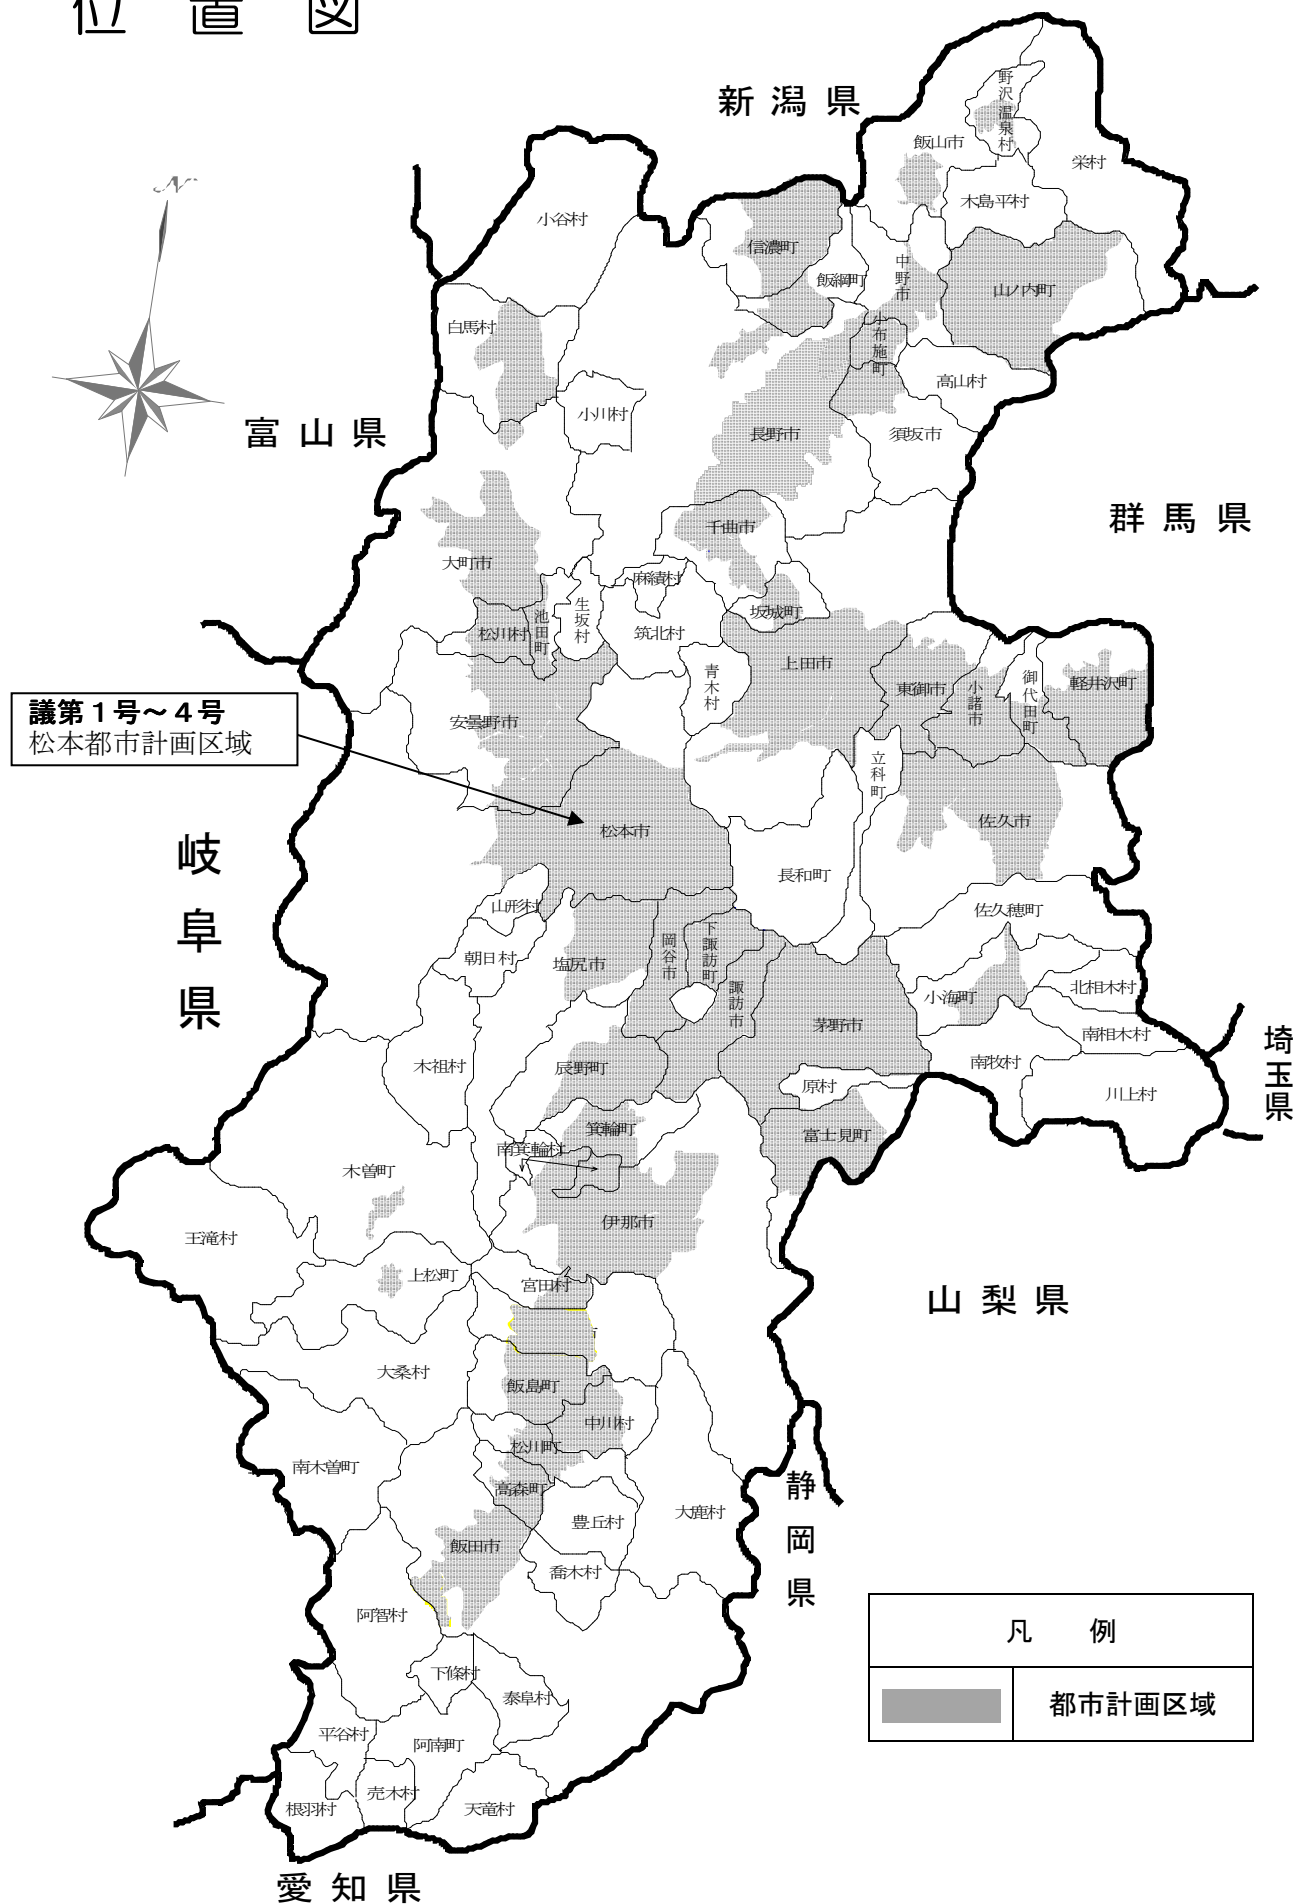 位置図
新潟県
野沢温泉村
飯山市
栄村
木島平村
小谷村
信濃町
飯綱町
中野市
山ノ内町
白馬村
小布施町
高山村
小川村
富山県
長野市
須坂市
群馬県
千曲市
大町市
麻績村
生坂村
池田町
坂城町
松川村
筑北村
上田市
青木村
東御市
小諸市
御代田町
軽井沢町
議第1号～4号
松本都市計画区域
安曇野市
立科町
松本市
佐久市
岐阜県
長和町
山形村
佐久穂町
朝日村
塩尻市
岡谷市
下諏訪町
諏訪市
小海町
北相木村
茅野市
南相木村
埼玉県
木祖村
辰野町
南牧村
原村
川上村
箕輪町
富士見町
南箕輪村
木曽町
伊那市
王滝村
上松町
宮田村
山梨県
市
大桑村
飯島町
中川村
松川町
南木曽町
高森町
静岡県
大鹿村
豊丘村
飯田市
喬木村
阿智村
凡例
下條村
泰阜村
都市計画区域
平谷村
阿南町
売木村
根羽村
天竜村
愛知県
N